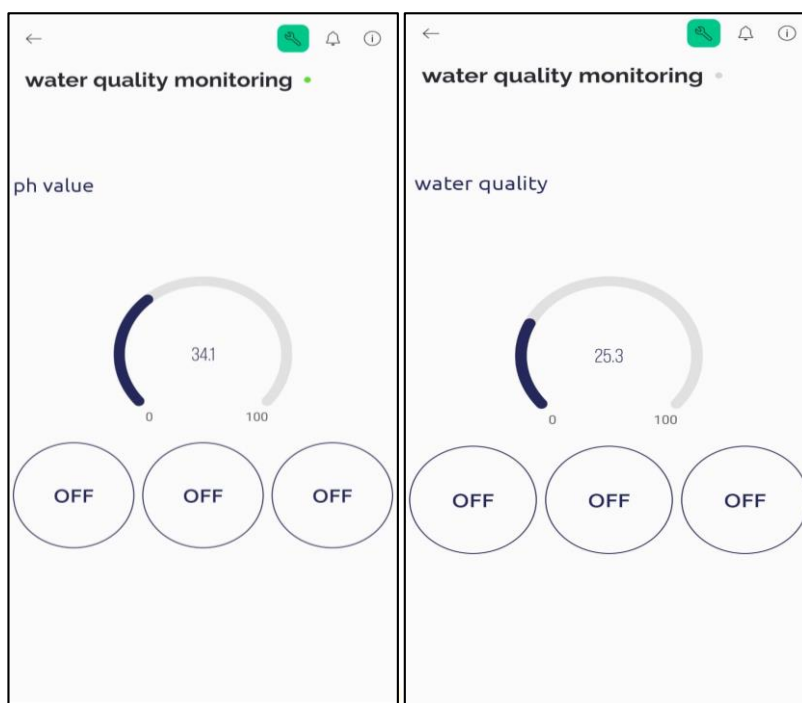 water quality monitoring
ph value
34.1
0 100
OFF OFF OFF
water quality monitoring
water quality
25.3
0 100
OFF OFF OFF